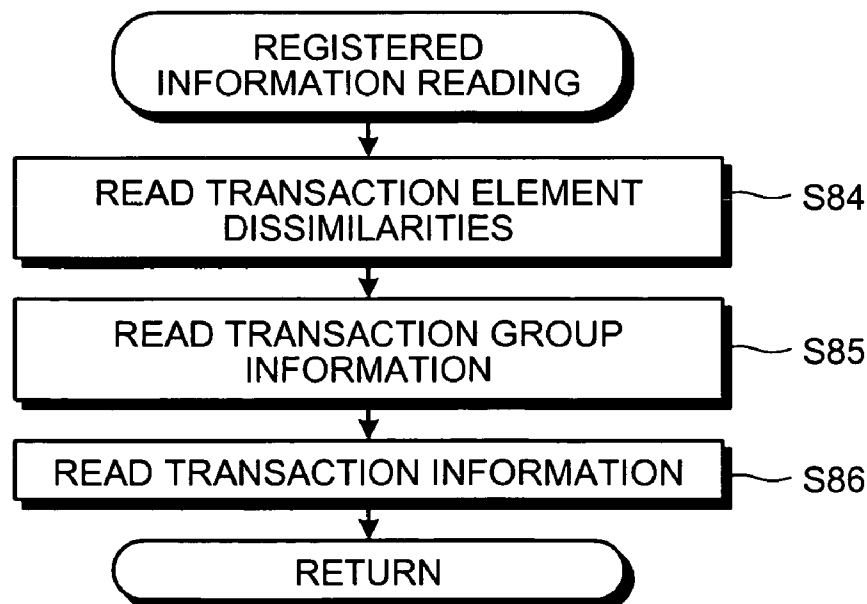 REGISTERED
INFORMATION READING
READ TRANSACTION ELEMENT
DISSIMILARITIES
S84
READ TRANSACTION GROUP
INFORMATION
S85
READ TRANSACTION INFORMATION
S86
RETURN